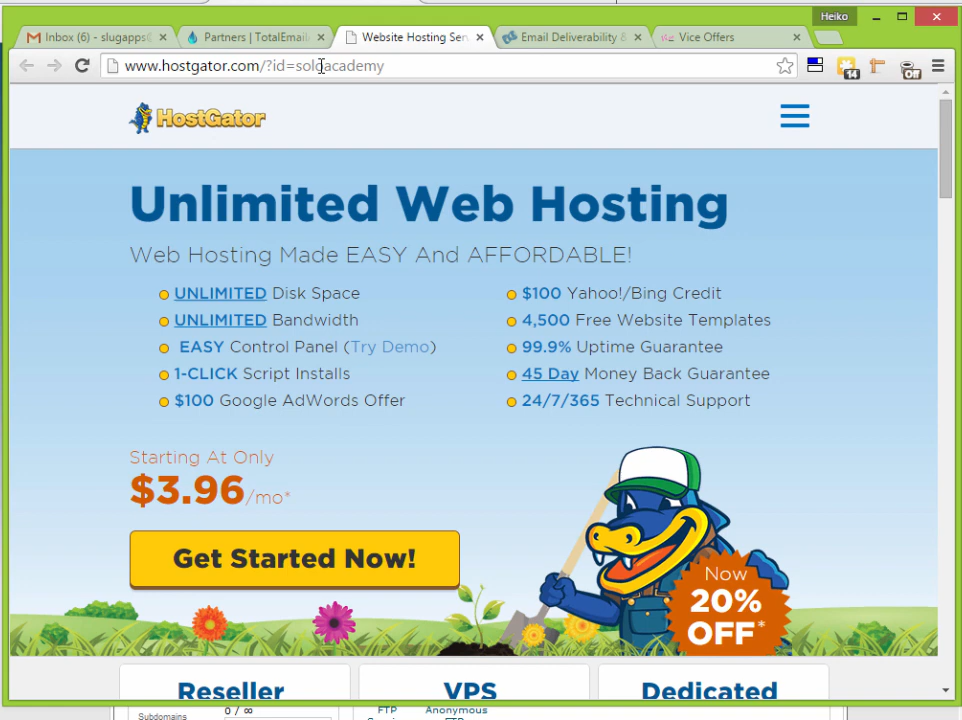 Heiko
Inbox (6) - slugapps
Partners | TotalEmail
Website Hosting Ser
Email Deliverability &
Vice Offers
www.hostgator.com/?id=soloacademy
14
Off
HostGator
Unlimited Web Hosting
Web Hosting Made EASY And AFFORDABLE!
UNLIMITED Disk Space
UNLIMITED Bandwidth
EASY Control Panel (Try Demo)
1-CLICK Script Installs
$100 Google AdWords Offer
$100 Yahoo!/Bing Credit
4,500 Free Website Templates
99.9% Uptime Guarantee
45 Day Money Back Guarantee
24/7/365 Technical Support
Starting At Only
$3.96/mo*
Get Started Now!
Now
20%
OFF*
Reseller
VPS
Dedicated
Subdomains
0 / ∞
FTP
Anonymous
FTP